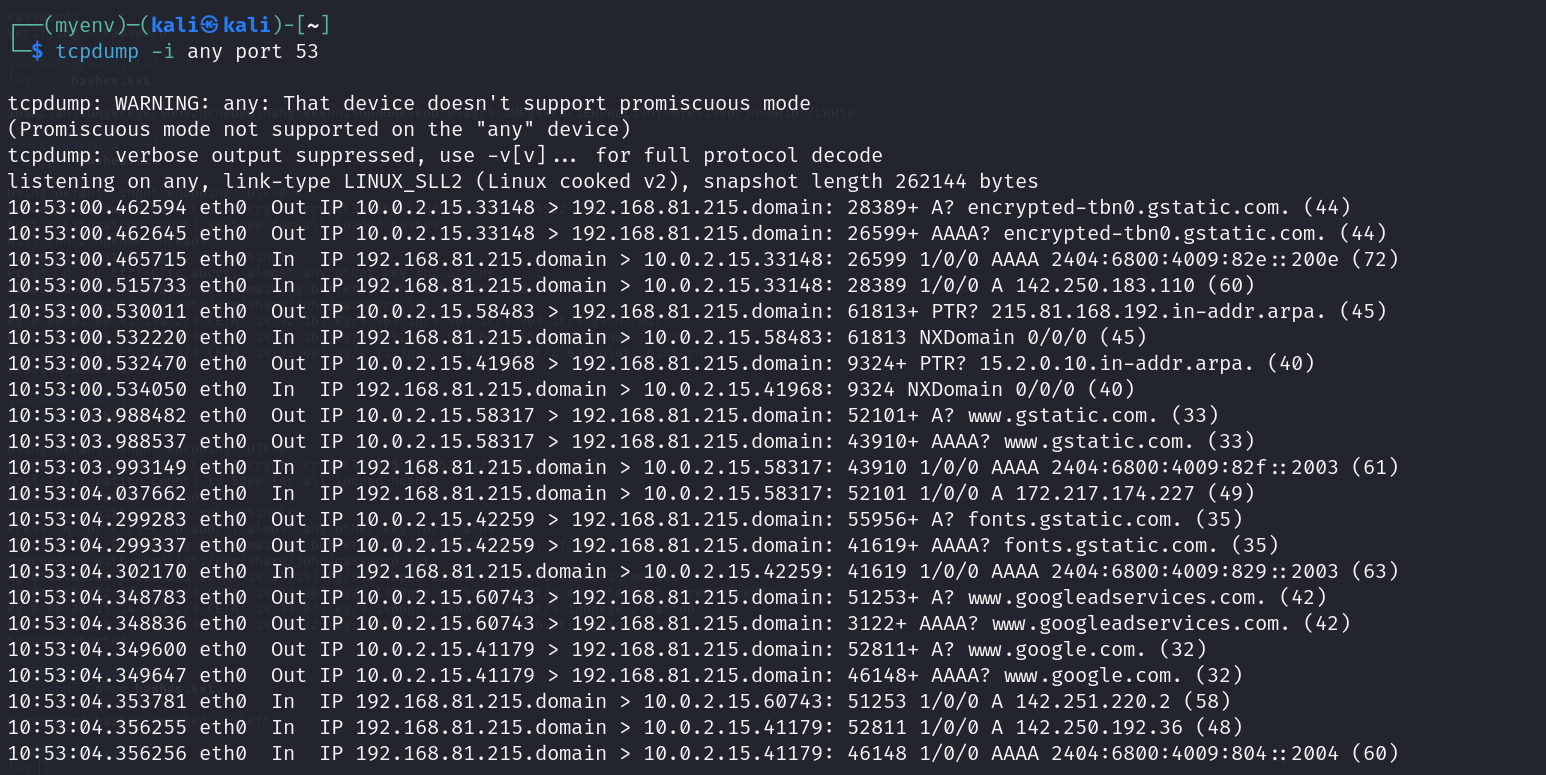 ┌──(myenv)─(kali㉿kali)-[~]
└─$ tcpdump -i any port 53
tcpdump: WARNING: any: That device doesn't support promiscuous mode
(Promiscuous mode not supported on the "any" device)
tcpdump: verbose output suppressed, use -v[v]... for full protocol decode
listening on any, link-type LINUX_SLL2 (Linux cooked v2), snapshot length 262144 bytes
10:53:00.462594 eth0  Out IP 10.0.2.15.33148 > 192.168.81.215.domain: 28389+ A? encrypted-tbn0.gstatic.com. (44)
10:53:00.462645 eth0  Out IP 10.0.2.15.33148 > 192.168.81.215.domain: 26599+ AAAA? encrypted-tbn0.gstatic.com. (44)
10:53:00.465715 eth0  In  IP 192.168.81.215.domain > 10.0.2.15.33148: 26599 1/0/0 AAAA 2404:6800:4009:82e::200e (72)
10:53:00.515733 eth0  In  IP 192.168.81.215.domain > 10.0.2.15.33148: 28389 1/0/0 A 142.250.183.110 (60)
10:53:00.530011 eth0  Out IP 10.0.2.15.58483 > 192.168.81.215.domain: 61813+ PTR? 215.81.168.192.in-addr.arpa. (45)
10:53:00.532220 eth0  In  IP 192.168.81.215.domain > 10.0.2.15.58483: 61813 NXDomain 0/0/0 (45)
10:53:00.532470 eth0  Out IP 10.0.2.15.41968 > 192.168.81.215.domain: 9324+ PTR? 15.2.0.10.in-addr.arpa. (40)
10:53:00.534050 eth0  In  IP 192.168.81.215.domain > 10.0.2.15.41968: 9324 NXDomain 0/0/0 (40)
10:53:03.988482 eth0  Out IP 10.0.2.15.58317 > 192.168.81.215.domain: 52101+ A? www.gstatic.com. (33)
10:53:03.988537 eth0  Out IP 10.0.2.15.58317 > 192.168.81.215.domain: 43910+ AAAA? www.gstatic.com. (33)
10:53:03.993149 eth0  In  IP 192.168.81.215.domain > 10.0.2.15.58317: 43910 1/0/0 AAAA 2404:6800:4009:82f::2003 (61)
10:53:04.037662 eth0  In  IP 192.168.81.215.domain > 10.0.2.15.58317: 52101 1/0/0 A 172.217.174.227 (49)
10:53:04.299283 eth0  Out IP 10.0.2.15.42259 > 192.168.81.215.domain: 55956+ A? fonts.gstatic.com. (35)
10:53:04.299337 eth0  Out IP 10.0.2.15.42259 > 192.168.81.215.domain: 41619+ AAAA? fonts.gstatic.com. (35)
10:53:04.302170 eth0  In  IP 192.168.81.215.domain > 10.0.2.15.42259: 41619 1/0/0 AAAA 2404:6800:4009:829::2003 (63)
10:53:04.348783 eth0  Out IP 10.0.2.15.60743 > 192.168.81.215.domain: 51253+ A? www.googleadservices.com. (42)
10:53:04.348836 eth0  Out IP 10.0.2.15.60743 > 192.168.81.215.domain: 3122+ AAAA? www.googleadservices.com. (42)
10:53:04.349600 eth0  Out IP 10.0.2.15.41179 > 192.168.81.215.domain: 52811+ A? www.google.com. (32)
10:53:04.349647 eth0  Out IP 10.0.2.15.41179 > 192.168.81.215.domain: 46148+ AAAA? www.google.com. (32)
10:53:04.353781 eth0  In  IP 192.168.81.215.domain > 10.0.2.15.60743: 51253 1/0/0 A 142.251.220.2 (58)
10:53:04.356255 eth0  In  IP 192.168.81.215.domain > 10.0.2.15.41179: 52811 1/0/0 A 142.250.192.36 (48)
10:53:04.356256 eth0  In  IP 192.168.81.215.domain > 10.0.2.15.41179: 46148 1/0/0 AAAA 2404:6800:4009:804::2004 (60)